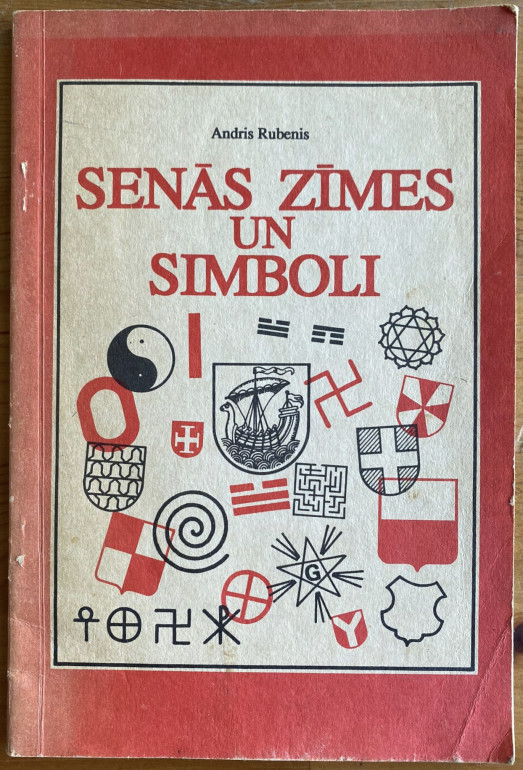 Andris Rubenis
SENĀS ZĪMES
UN
SIMBOLI
G